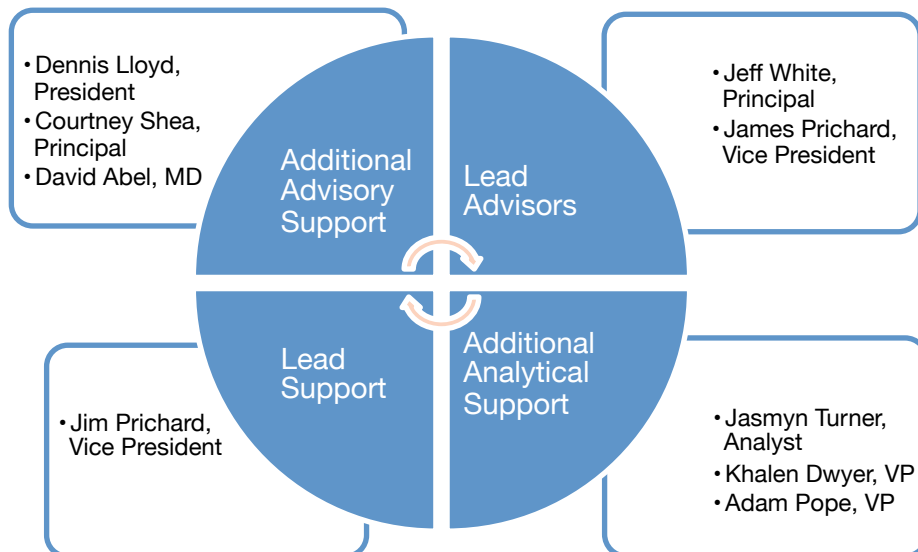 • Dennis Lloyd,
President
• Courtney Shea,
Principal
• David Abel, MD
Additional
Advisory
Support
Lead
Advisors
• Jeff White,
Principal
• James Prichard,
Vice President
• Jim Prichard,
Vice President
Lead
Support
Additional
Analytical
Support
• Jasmyn Turner,
Analyst
• Khalen Dwyer, VP
• Adam Pope, VP